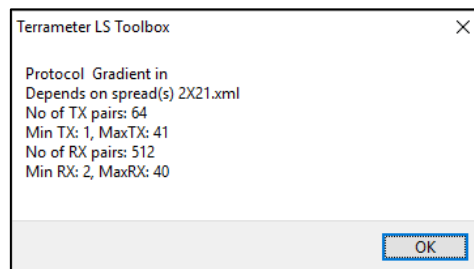 Terrameter LS Toolbox
Protocol  Gradient in
Depends on spread(s) 2X21.xml
No of TX pairs: 64
Min TX: 1, MaxTX: 41
No of RX pairs: 512
Min RX: 2, MaxRX: 40
OK